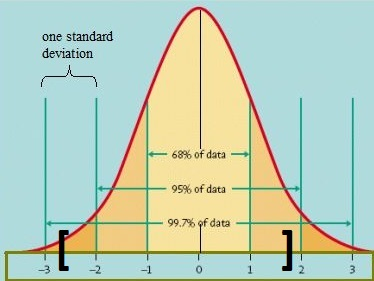 one standard
deviation
68% of data
95% of data
99.7% of data
[ ]
–3 –2 –1 0 1 2 3